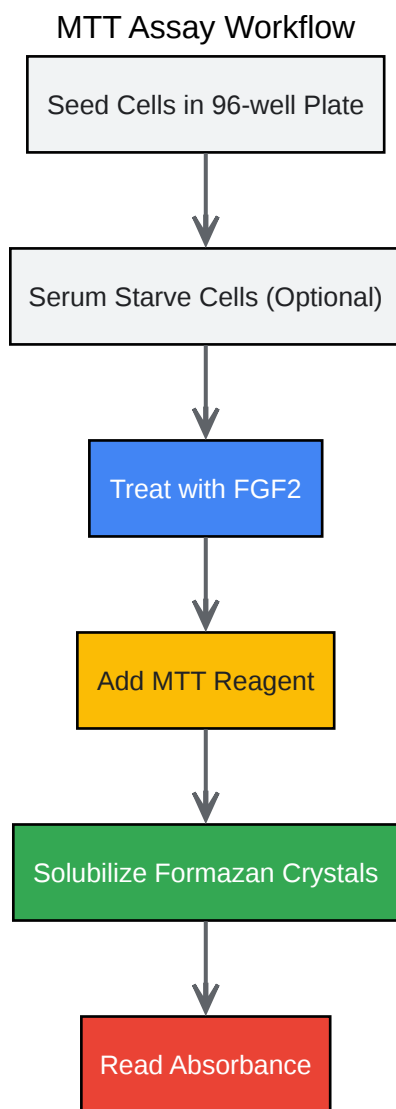 MTT Assay Workflow
Seed Cells in 96-well Plate
Serum Starve Cells (Optional)
Treat with FGF2
Add MTT Reagent
Solubilize Formazan Crystals
Read Absorbance